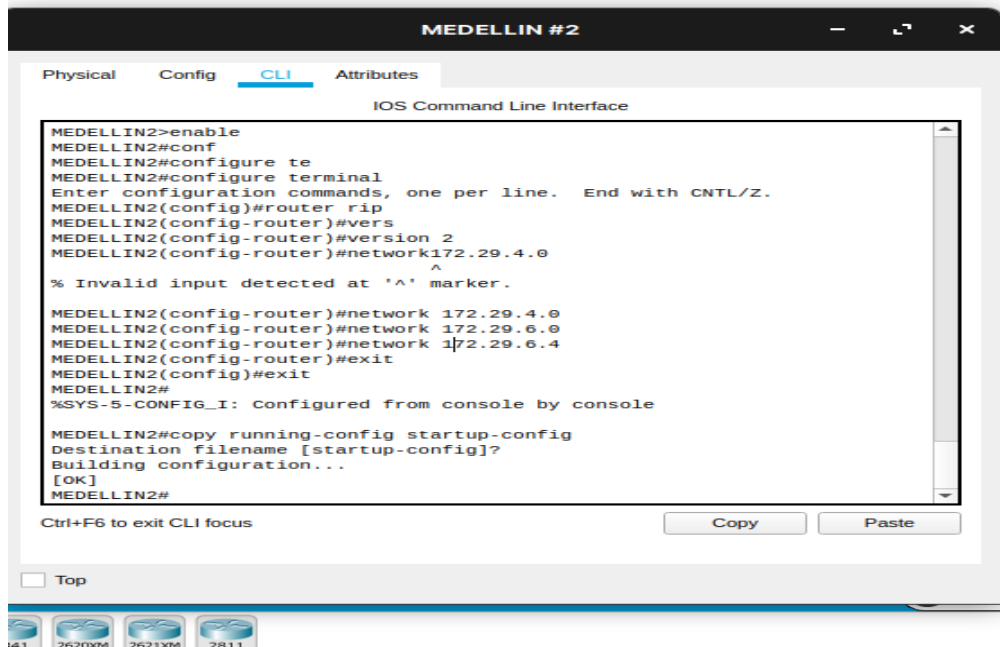 MEDELLIN #2
Physical Config CLI Attributes
IOS Command Line Interface
MEDELLIN2>enable
MEDELLIN2#conf
MEDELLIN2#configure te
MEDELLIN2#configure terminal
Enter configuration commands, one per line.  End with CNTL/Z.
MEDELLIN2(config)#router rip
MEDELLIN2(config-router)#vers
MEDELLIN2(config-router)#version 2
MEDELLIN2(config-router)#network172.29.4.0
^
% Invalid input detected at '^' marker.
MEDELLIN2(config-router)#network 172.29.4.0
MEDELLIN2(config-router)#network 172.29.6.0
MEDELLIN2(config-router)#network 172.29.6.4
MEDELLIN2(config-router)#exit
MEDELLIN2(config)#exit
MEDELLIN2#
%SYS-5-CONFIG_I: Configured from console by console
MEDELLIN2#copy running-config startup-config
Destination filename [startup-config]?
Building configuration...
[OK]
MEDELLIN2#
Ctrl+F6 to exit CLI focus Copy Paste
Top
2620XM 2621XM 2811